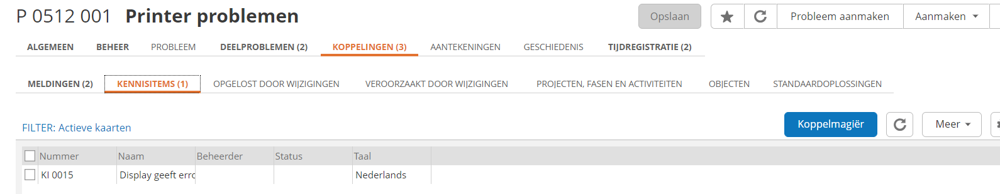 P 0512 001 Printer problemen
Opslaan
Probleem aanmaken
Aanmaken
ALGEMEEN BEHEER PROBLEEM DEELPROBLEMEN (2) KOPPELINGEN (3) AANTEKENINGEN GESCHIEDENIS TIJDREGISTRATIE (2)
MELDINGEN (2) KENNISITEMS (1) OPGELOST DOOR WIJZIGINGEN VEROORZAAKT DOOR WIJZIGINGEN PROJECTEN, FASEN EN ACTIVITEITEN OBJECTEN STANDAARDOPLOSSINGEN
FILTER: Actieve kaarten
Koppelmagiër
Meer
Nummer Naam Beheerder Status Taal
KI 0015 Display geeft erro Nederlands